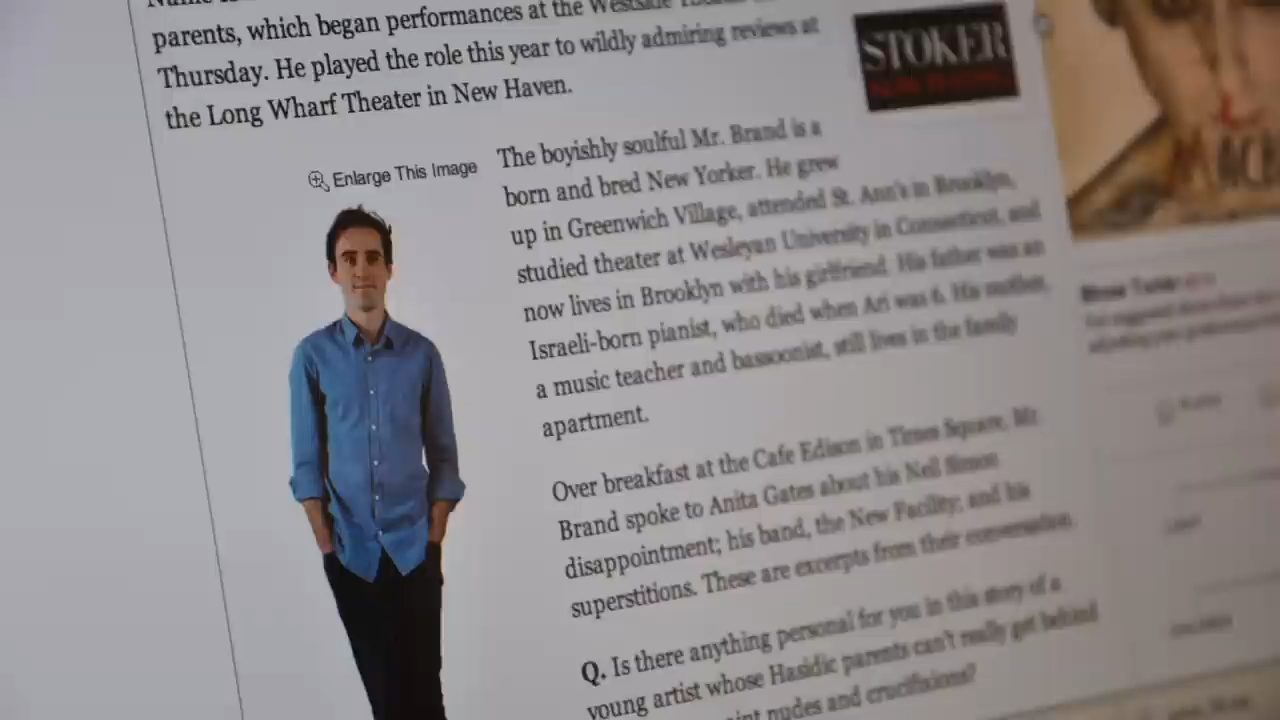 parents, which began performances at the Westside
Thursday. He played the role this year to wildly admiring reviews at
the Long Wharf Theater in New Haven.
STOKER
Enlarge This Image
The boyishly soulful Mr. Brand is a
born and bred New Yorker. He grew
up in Greenwich Village, attended St. Ann's in Brooklyn,
studied theater at Wesleyan University in Connecticut, and
now lives in Brooklyn with his girlfriend. His father was an
Israeli-born pianist, who died when Ari was 6. His mother,
a music teacher and bassoonist, still lives in the family
apartment.
Over breakfast at the Cafe Edison in Times Square, Mr.
Brand spoke to Anita Gates about his Neil Simon
disappointment; his band, the New Facility; and his
superstitions. These are excerpts from their conversation.
Q. Is there anything personal for you in this story of a
young artist whose Hasidic parents can't really get behind
nudes and crucifixions?